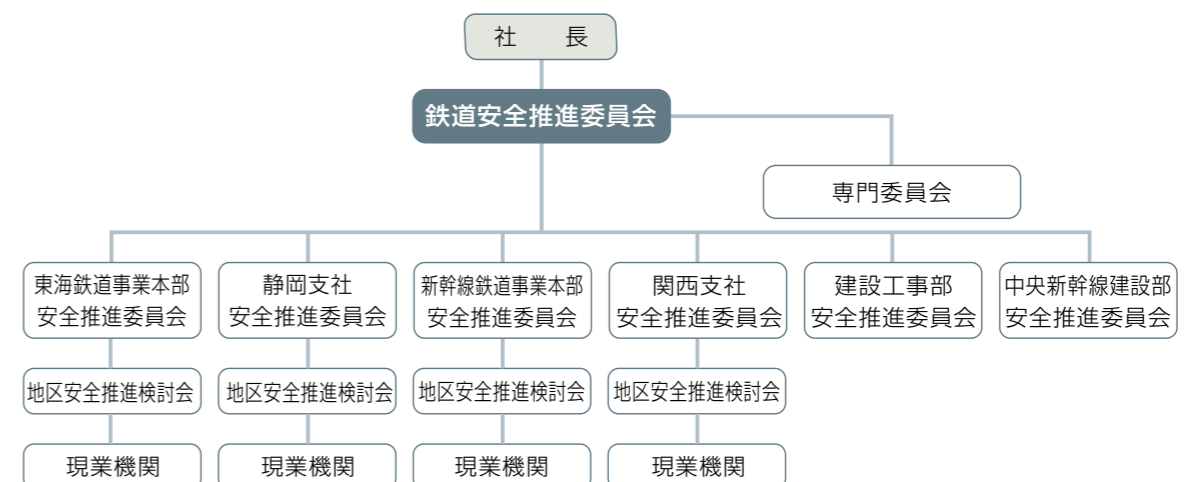 社　長
鉄道安全推進委員会
専門委員会
東海鉄道事業本部
安全推進委員会
静岡支社
安全推進委員会
新幹線鉄道事業本部
安全推進委員会
関西支社
安全推進委員会
建設工事部
安全推進委員会
中央新幹線建設部
安全推進委員会
地区安全推進検討会
地区安全推進検討会
地区安全推進検討会
地区安全推進検討会
現業機関
現業機関
現業機関
現業機関